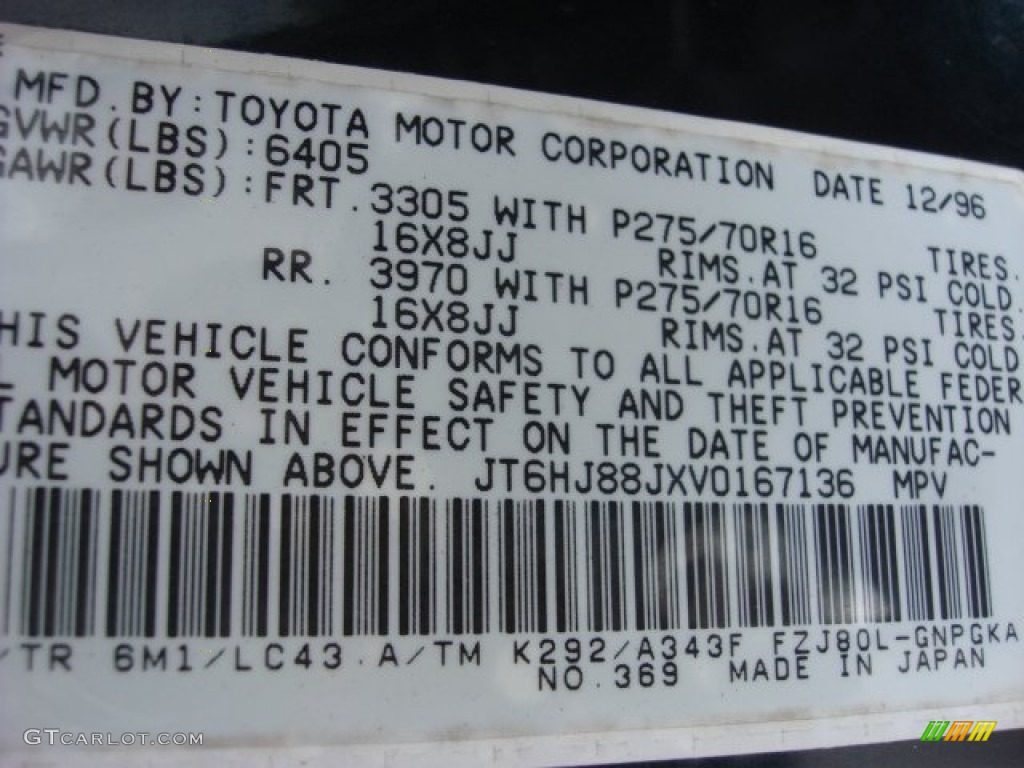 MFD.BY:TOYOTA MOTOR CORPORATION DATE 12/96
GVWR(LBS):6405
GAWR(LBS):FRT.3305 WITH P275/70R16 TIRES.
16X8JJ RIMS.AT 32 PSI COLD.
RR. 3970 WITH P275/70R16 TIRES.
16X8JJ RIMS.AT 32 PSI COLD
HIS VEHICLE CONFORMS TO ALL APPLICABLE FEDER
L MOTOR VEHICLE SAFETY AND THEFT PREVENTION
TANDARDS IN EFFECT ON THE DATE OF MANUFAC-
URE SHOWN ABOVE. JT6HJ88JXV0167136 MPV
/TR 6M1/LC43.A/TM K292/A343F FZJ80L-GNPGKA
NO.369 MADE IN JAPAN
GTCARLOT.COM